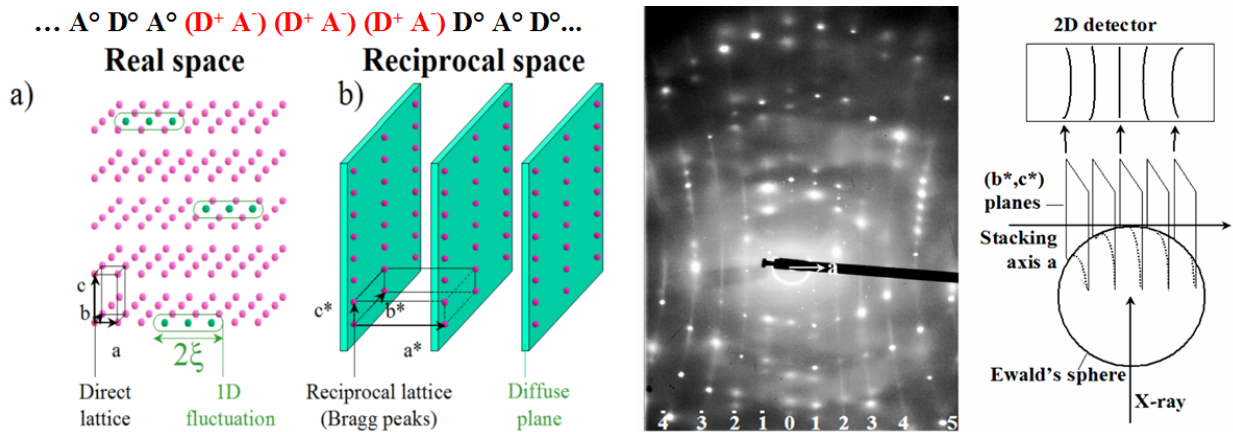 ... A° D° A° (D⁺ A⁻) (D⁺ A⁻) (D⁺ A⁻) D° A° D°...
Real space
a)
c
b
a
2ξ
Direct
lattice
1D
fluctuation
Reciprocal space
b)
c*
b*
a*
Reciprocal lattice
(Bragg peaks)
Diffuse
plane
a
4̄ 3̄ 2̄ 1̄ 0 1 2 3 4 5
2D detector
(b*,c*)
planes
Stacking
axis a
Ewald's sphere
X-ray